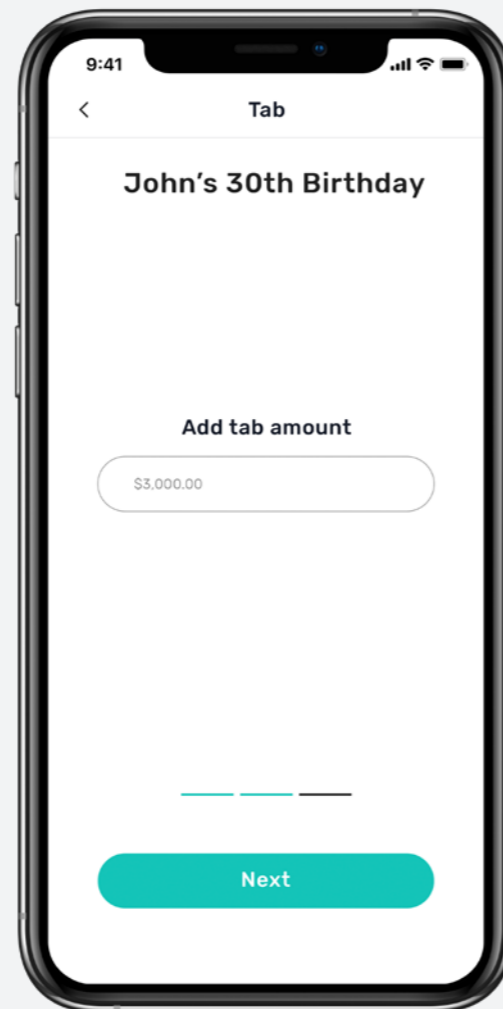 9:41
Tab
John’s 30th Birthday
Add tab amount
$3,000.00
Next